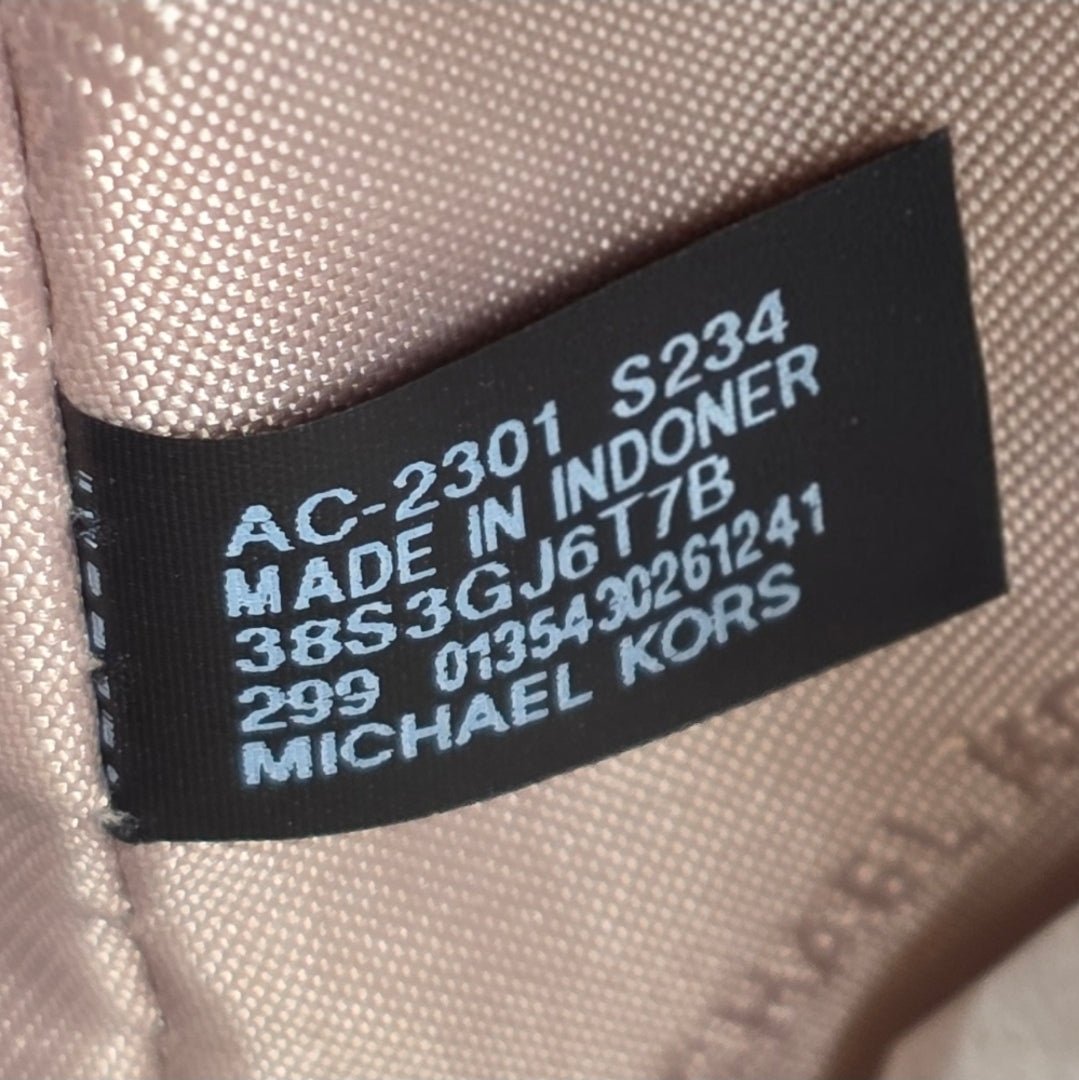 AC-2301 S234
MADE IN INDONER
38S3GJ6T7B
299 0135430261241
MICHAEL KORS